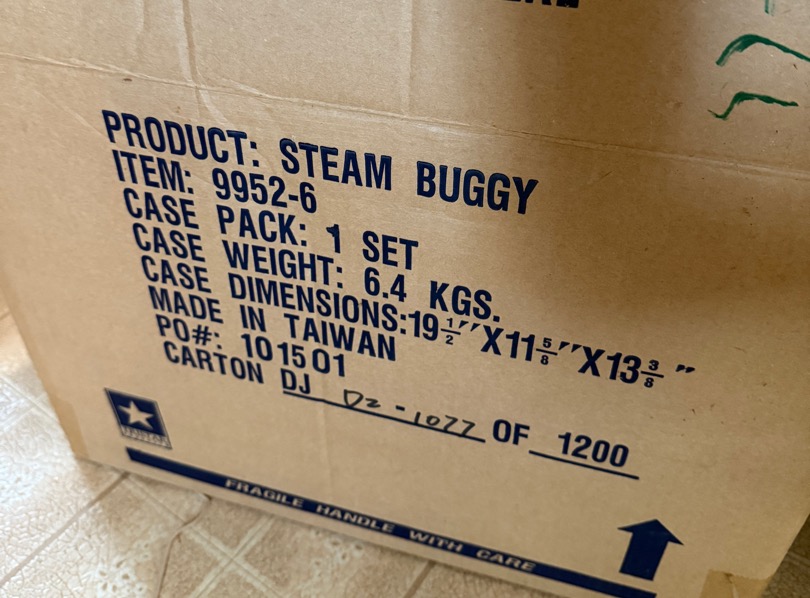 PRODUCT: STEAM BUGGY
ITEM: 9952-6
CASE PACK: 1 SET
CASE WEIGHT: 6.4 KGS.
CASE DIMENSIONS:19½"X11⅝"X13⅜"
MADE IN TAIWAN
PO#: 101501
CARTON DJ D2-1077 OF 1200
FRAGILE HANDLE WITH CARE